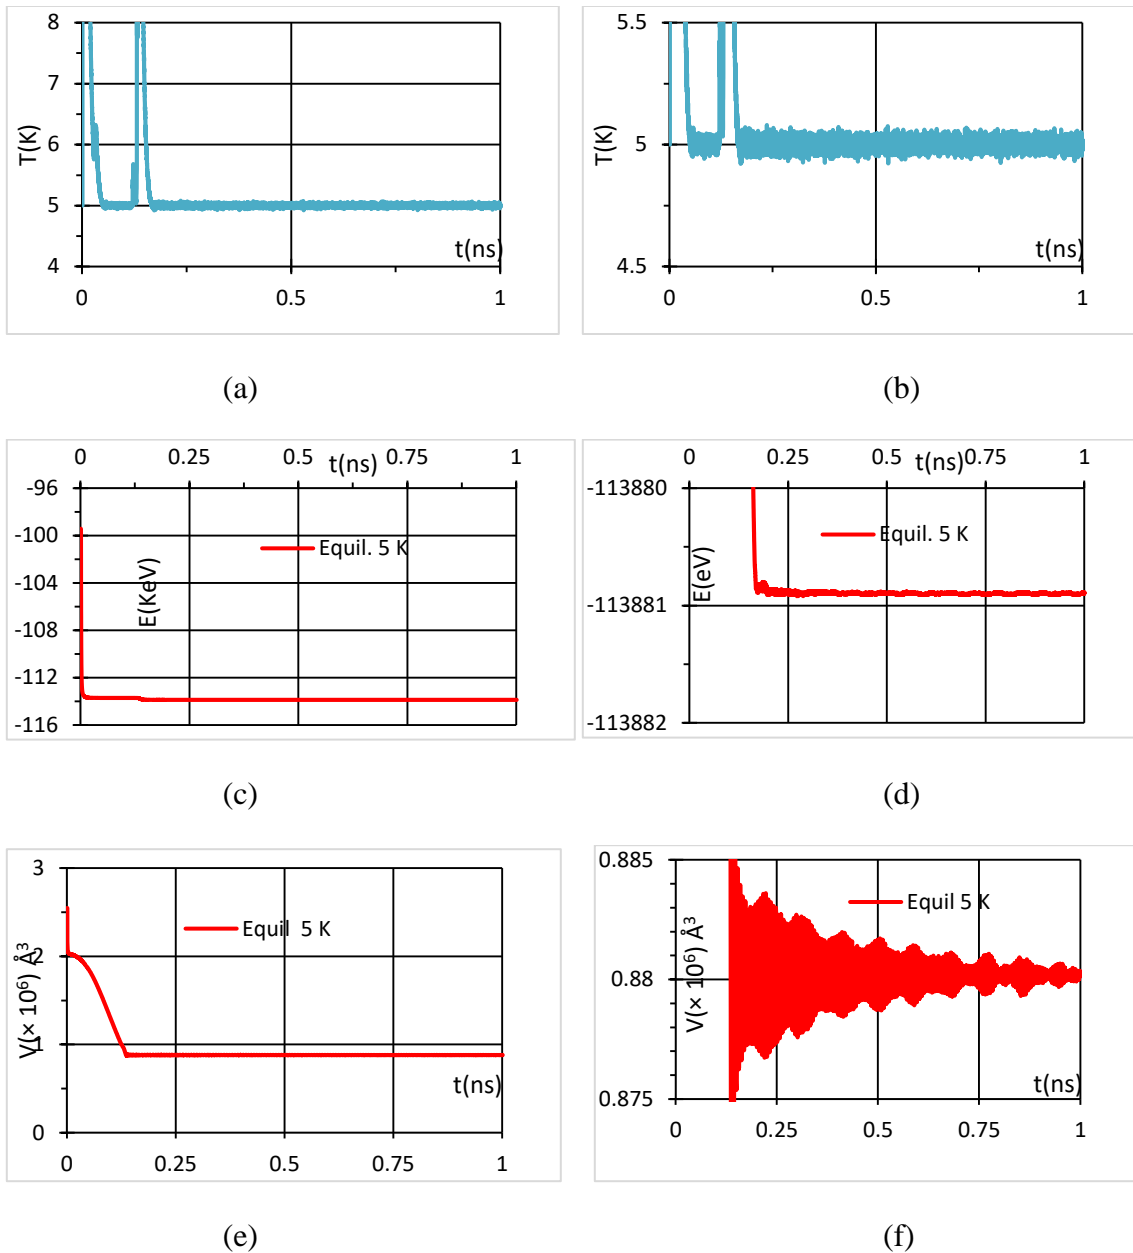 8
7
6
5
4
T(K)
t(ns)
0
0.5
1
(a)
5.5
5
4.5
T(K)
t(ns)
0
0.5
1
(b)
0
0.25
0.5
t(ns)
0.75
1
-96
-100
-104
-108
-112
-116
E(KeV)
Equil. 5 K
(c)
0
0.25
0.5
t(ns)
0.75
1
-113880
-113881
-113882
E(eV)
Equil. 5 K
(d)
3
2
1
0
V(× 10⁶) Å³
Equil 5 K
t(ns)
0
0.25
0.5
0.75
1
(e)
0.885
0.88
0.875
V(× 10⁶) Å³
Equil 5 K
t(ns)
0
0.25
0.5
0.75
1
(f)